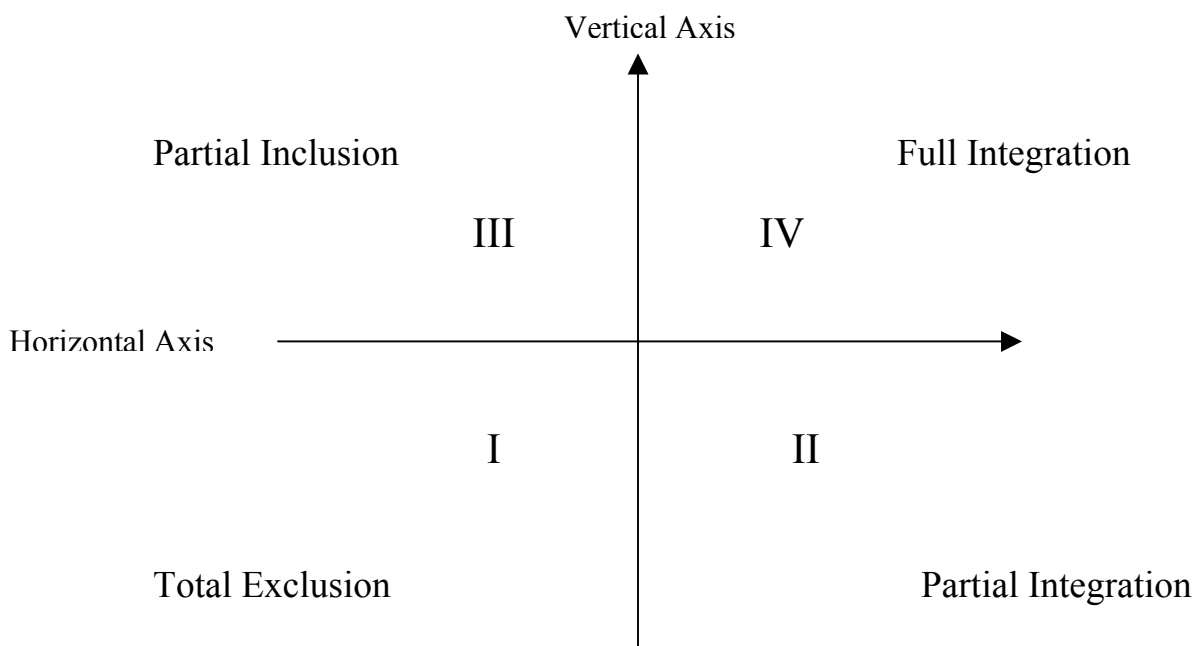 Vertical Axis
Partial Inclusion
Full Integration
III
IV
Horizontal Axis
I
II
Total Exclusion
Partial Integration